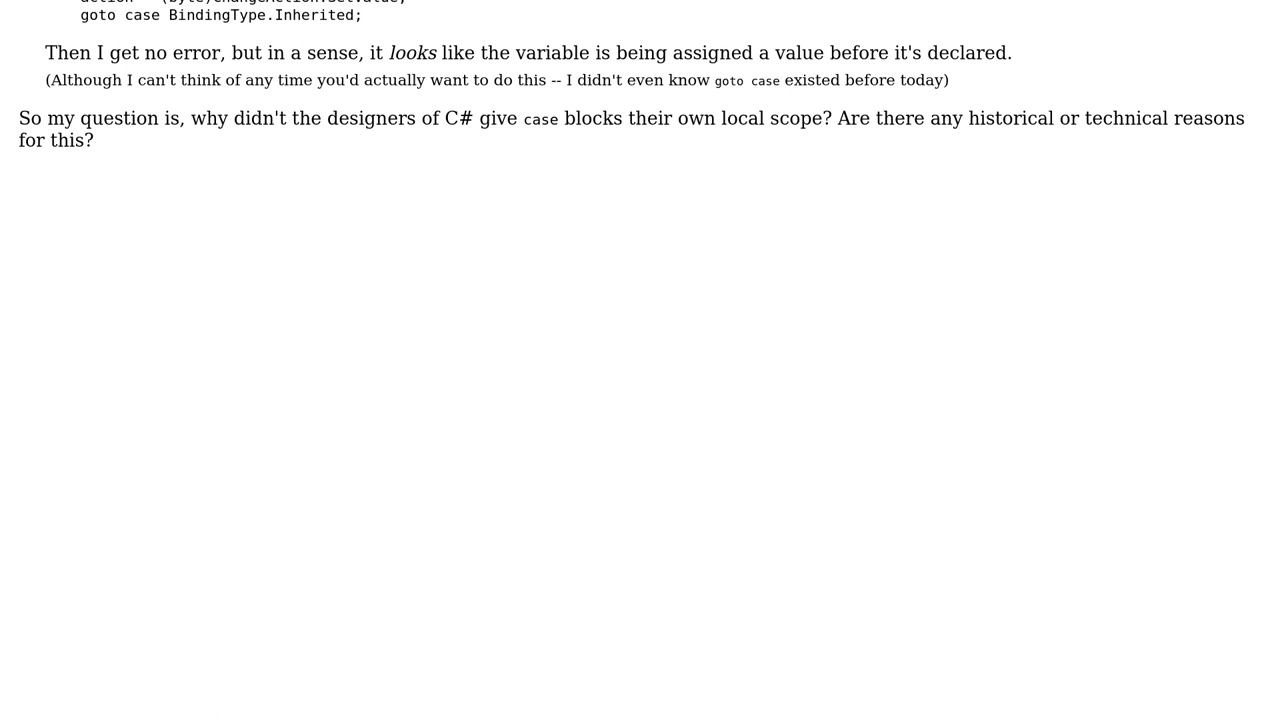 goto case BindingType.Inherited;
Then I get no error, but in a sense, it looks like the variable is being assigned a value before it's declared.
(Although I can't think of any time you'd actually want to do this -- I didn't even know goto case existed before today)
So my question is, why didn't the designers of C# give case blocks their own local scope? Are there any historical or technical reasons
for this?